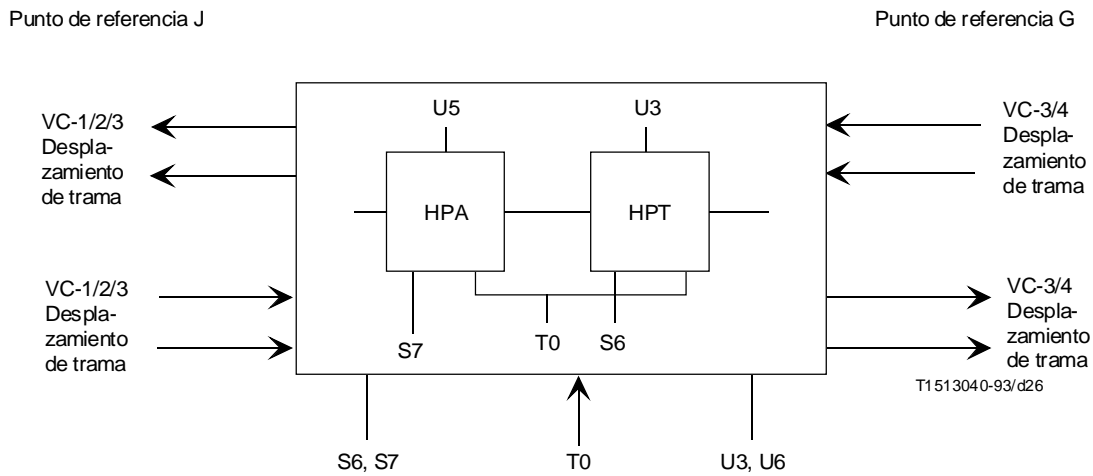 Punto de referencia J
Punto de referencia G
U5
U3
VC-1/2/3
Despla-
zamiento
de trama
VC-3/4
Despla-
zamiento
de trama
HPA
HPT
VC-1/2/3
Despla-
zamiento
de trama
VC-3/4
Despla-
zamiento
de trama
S7
T0
S6
T1513040-93/d26
S6, S7
T0
U3, U6